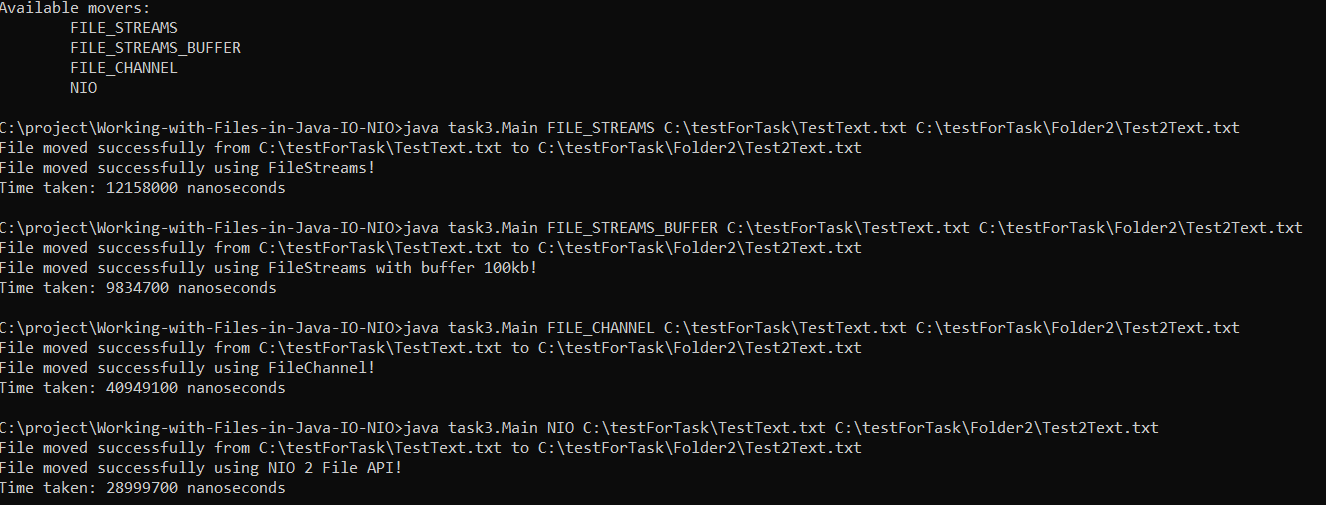 Available movers:
FILE_STREAMS
FILE_STREAMS_BUFFER
FILE_CHANNEL
NIO
C:\project\Working-with-Files-in-Java-IO-NIO>java task3.Main FILE_STREAMS C:\testForTask\TestText.txt C:\testForTask\Folder2\Test2Text.txt
File moved successfully from C:\testForTask\TestText.txt to C:\testForTask\Folder2\Test2Text.txt
File moved successfully using FileStreams!
Time taken: 12158000 nanoseconds
C:\project\Working-with-Files-in-Java-IO-NIO>java task3.Main FILE_STREAMS_BUFFER C:\testForTask\TestText.txt C:\testForTask\Folder2\Test2Text.txt
File moved successfully from C:\testForTask\TestText.txt to C:\testForTask\Folder2\Test2Text.txt
File moved successfully using FileStreams with buffer 100kb!
Time taken: 9834700 nanoseconds
C:\project\Working-with-Files-in-Java-IO-NIO>java task3.Main FILE_CHANNEL C:\testForTask\TestText.txt C:\testForTask\Folder2\Test2Text.txt
File moved successfully from C:\testForTask\TestText.txt to C:\testForTask\Folder2\Test2Text.txt
File moved successfully using FileChannel!
Time taken: 40949100 nanoseconds
C:\project\Working-with-Files-in-Java-IO-NIO>java task3.Main NIO C:\testForTask\TestText.txt C:\testForTask\Folder2\Test2Text.txt
File moved successfully from C:\testForTask\TestText.txt to C:\testForTask\Folder2\Test2Text.txt
File moved successfully using NIO 2 File API!
Time taken: 28999700 nanoseconds